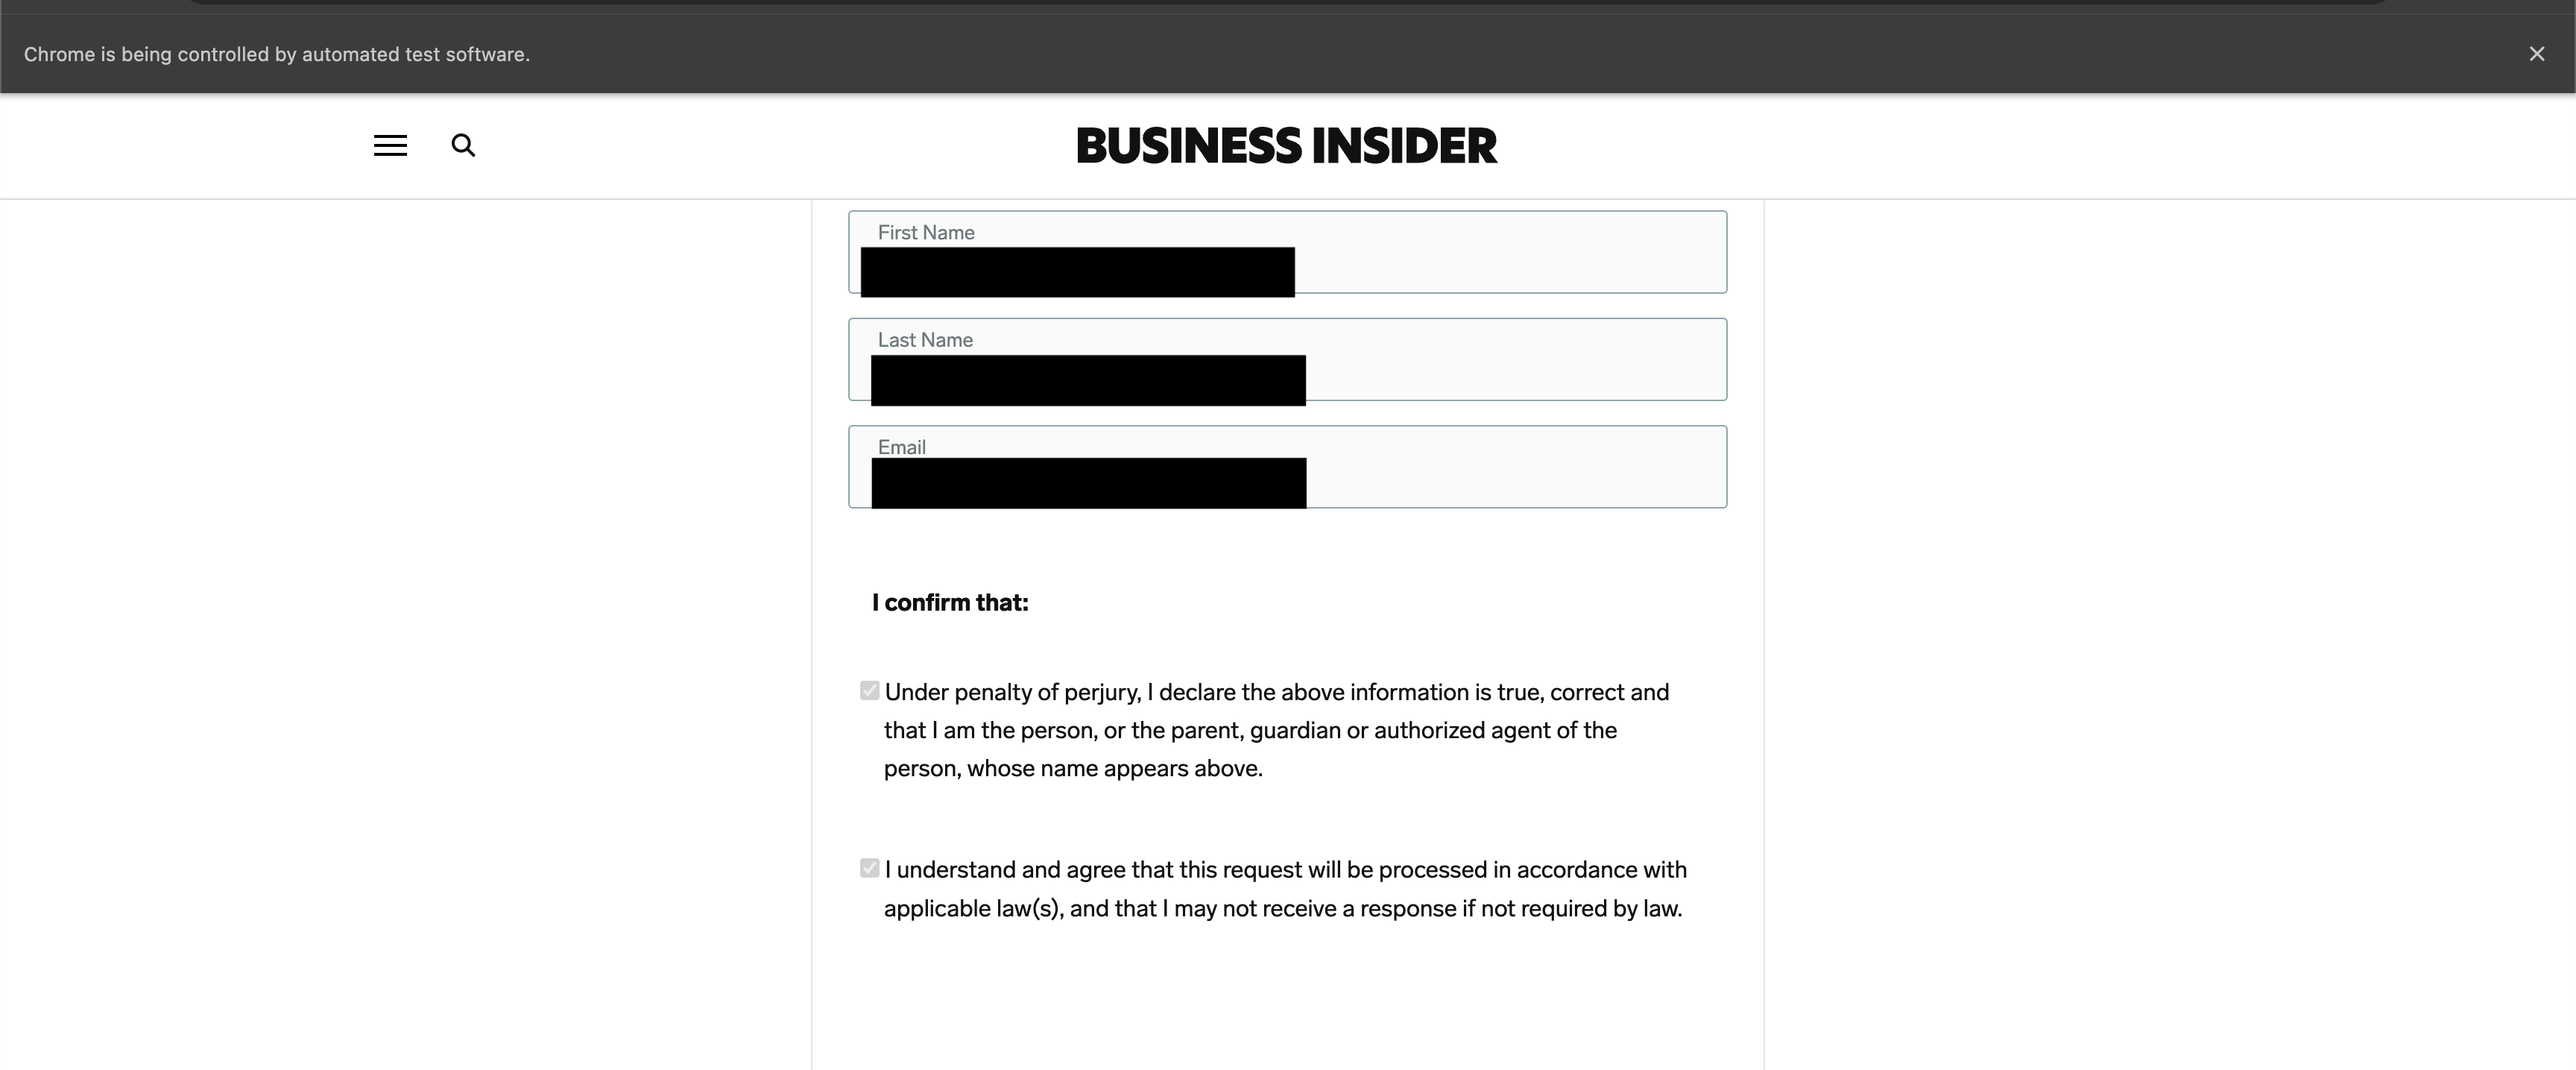 Chrome is being controlled by automated test software.
BUSINESS INSIDER
First Name
Last Name
Email
I confirm that:
Under penalty of perjury, I declare the above information is true, correct and
that I am the person, or the parent, guardian or authorized agent of the
person, whose name appears above.
I understand and agree that this request will be processed in accordance with
applicable law(s), and that I may not receive a response if not required by law.